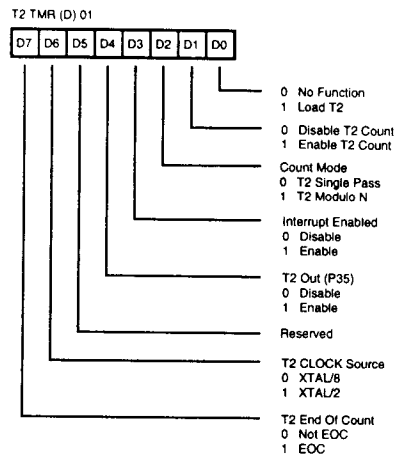 T2 TMR (D) 01
D7 D6 D5 D4 D3 D2 D1 D0
0 No Function
1 Load T2
0 Disable T2 Count
1 Enable T2 Count
Count Mode
0 T2 Single Pass
1 T2 Modulo N
Interrupt Enabled
0 Disable
1 Enable
T2 Out (P35)
0 Disable
1 Enable
Reserved
T2 CLOCK Source
0 XTAL/8
1 XTAL/2
T2 End Of Count
0 Not EOC
1 EOC